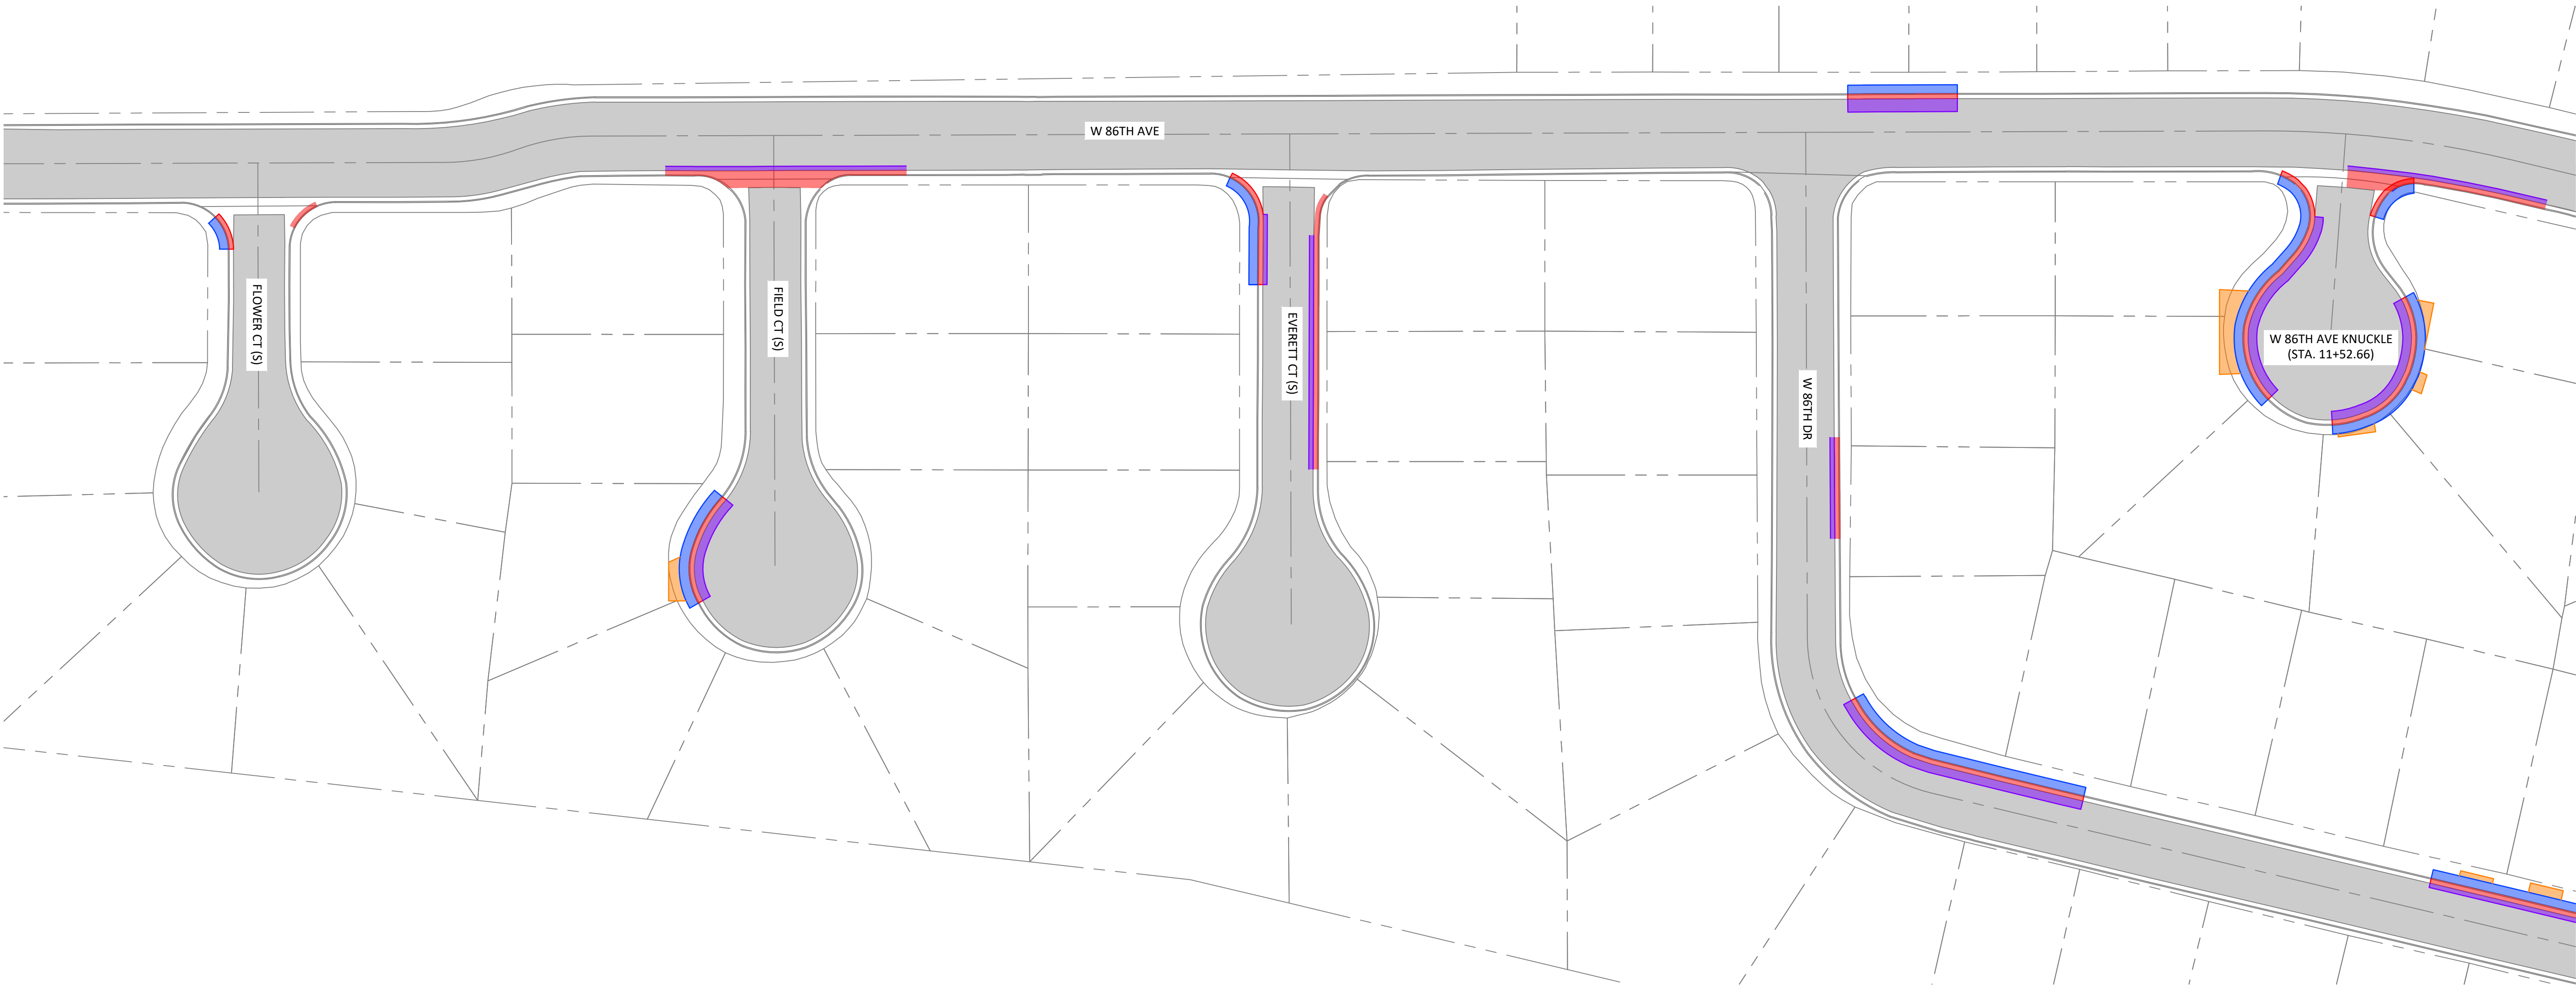 W 86TH AVE
FLOWER CT (S)
FIELD CT (S)
EVERETT CT (S)
W 86TH DR
W 86TH AVE KNUCKLE
(STA. 11+52.66)